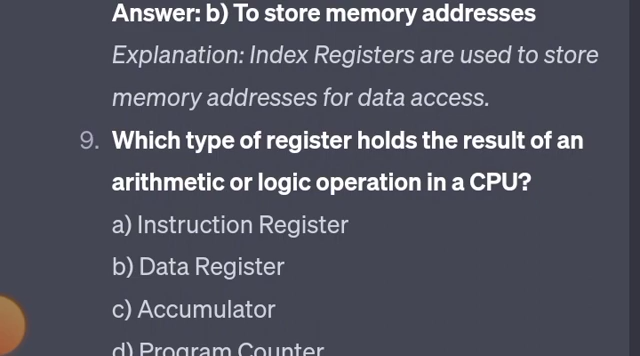 Answer: b) To store memory addresses
Explanation: Index Registers are used to store
memory addresses for data access.
9. Which type of register holds the result of an
arithmetic or logic operation in a CPU?
a) Instruction Register
b) Data Register
c) Accumulator
d) Program Counter